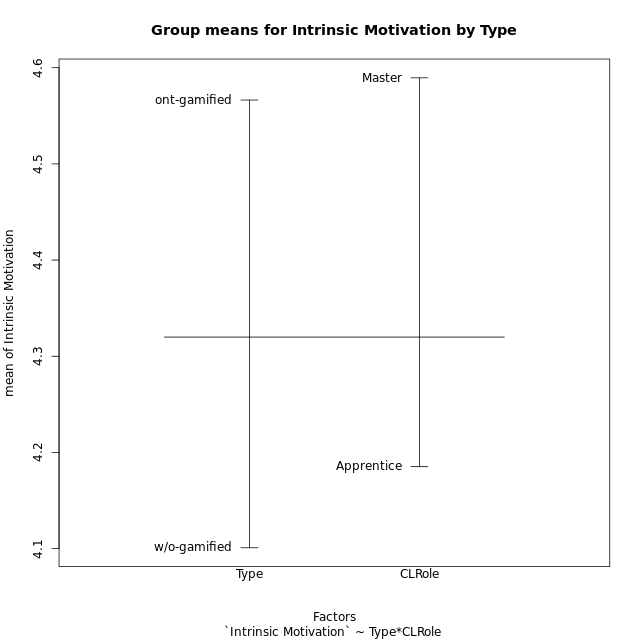 Group means for Intrinsic Motivation by Type
mean of Intrinsic Motivation
4.6
4.5
4.4
4.3
4.2
4.1
Master
ont-gamified
Apprentice
w/o-gamified
Type
CLRole
Factors
`Intrinsic Motivation` ~ Type*CLRole